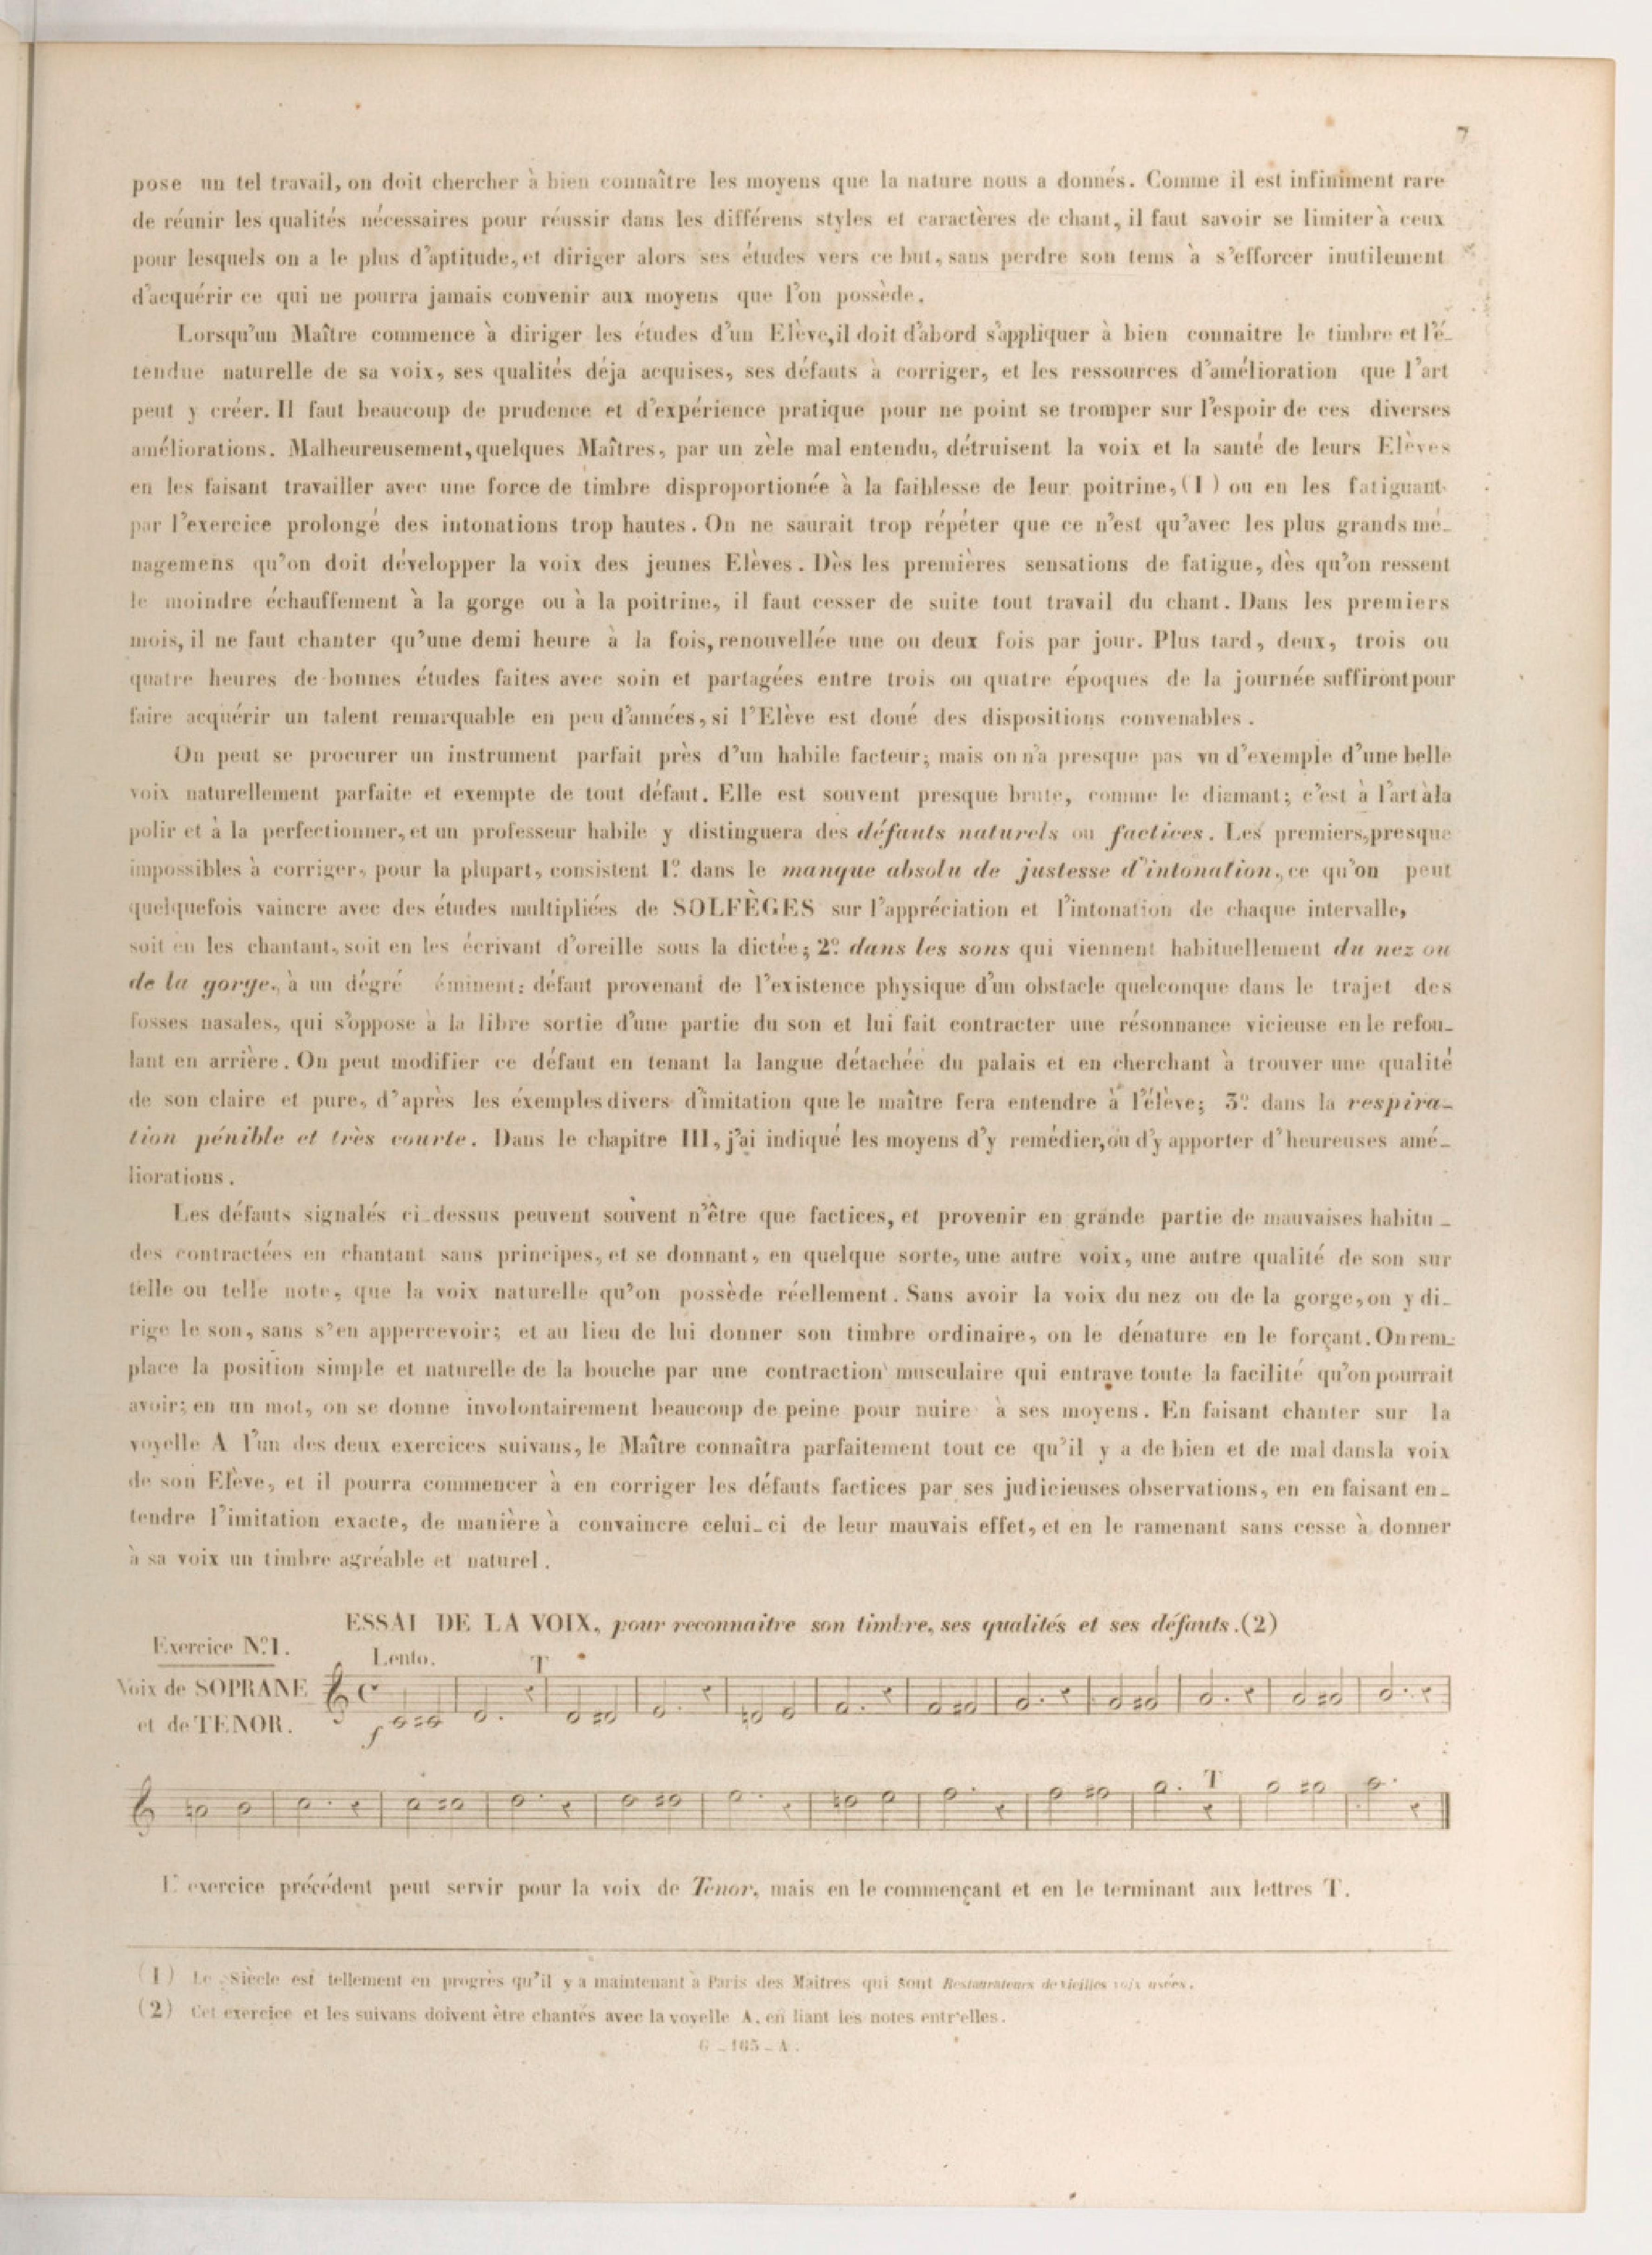 7
pose un tel travail, on doit chercher à bien connaître les moyens que la nature nous a donnés. Comme il est infiniment rare
de réunir les qualités nécessaires pour réussir dans les différens styles et caractères de chant, il faut savoir se limiter à ceux
pour lesquels on a le plus d'aptitude, et diriger alors ses études vers ce but, sans perdre son tems à s'efforcer inutilement
d'acquérir ce qui ne pourra jamais convenir aux moyens que l'on possède.
Lorsqu'un Maître commence à diriger les études d'un Elève, il doit d'abord s'appliquer à bien connaitre le timbre et l'é-
tendue naturelle de sa voix, ses qualités déja acquises, ses défauts à corriger, et les ressources d'amélioration que l'art
peut y créer. Il faut beaucoup de prudence et d'expérience pratique pour ne point se tromper sur l'espoir de ces diverses
améliorations. Malheureusement, quelques Maîtres, par un zèle mal entendu, détruisent la voix et la santé de leurs Elèves
en les faisant travailler avec une force de timbre disproportionée à la faiblesse de leur poitrine, (1) ou en les fatiguant
par l'exercice prolongé des intonations trop hautes. On ne saurait trop répéter que ce n'est qu'avec les plus grands mé-
nagemens qu'on doit développer la voix des jeunes Elèves. Dès les premières sensations de fatigue, dès qu'on ressent
le moindre échauffement à la gorge ou à la poitrine, il faut cesser de suite tout travail du chant. Dans les premiers
mois, il ne faut chanter qu'une demi heure à la fois, renouvellée une ou deux fois par jour. Plus tard, deux, trois ou
quatre heures de bonnes études faites avec soin et partagées entre trois ou quatre époques de la journée suffiront pour
faire acquérir un talent remarquable en peu d'années, si l'Elève est doué des dispositions convenables.
On peut se procurer un instrument parfait près d'un habile facteur; mais on n'a presque pas vu d'exemple d'une belle
voix naturellement parfaite et exempte de tout défaut. Elle est souvent presque brute, comme le diamant; c'est à l'art à la
polir et à la perfectionner, et un professeur habile y distinguera des défauts naturels ou factices. Les premiers, presque
impossibles à corriger, pour la plupart, consistent 1º dans le manque absolu de justesse d'intonation, ce qu'on peut
quelquefois vaincre avec des études multipliées de SOLFÈGES sur l'appréciation et l'intonation de chaque intervalle,
soit en les chantant, soit en les écrivant d'oreille sous la dictée; 2º dans les sons qui viennent habituellement du nez ou
de la gorge, à un dégré éminent: défaut provenant de l'existence physique d'un obstacle quelconque dans le trajet des
fosses nasales, qui s'oppose à la libre sortie d'une partie du son et lui fait contracter une résonnance vicieuse en le refou-
lant en arrière. On peut modifier ce défaut en tenant la langue détachée du palais et en cherchant à trouver une qualité
de son claire et pure, d'après les éxemples divers d'imitation que le maître fera entendre à l'élève; 3º dans la respira-
tion pénible et très courte. Dans le chapitre III, j'ai indiqué les moyens d'y remédier, ou d'y apporter d'heureuses amé-
liorations.
Les défauts signalés ci-dessus peuvent souvent n'être que factices, et provenir en grande partie de mauvaises habitu-
des contractées en chantant sans principes, et se donnant, en quelque sorte, une autre voix, une autre qualité de son sur
telle ou telle note, que la voix naturelle qu'on possède réellement. Sans avoir la voix du nez ou de la gorge, on y di-
rige le son, sans s'en appercevoir; et au lieu de lui donner son timbre ordinaire, on le dénature en le forçant. On rem-
place la position simple et naturelle de la bouche par une contraction musculaire qui entrave toute la facilité qu'on pourrait
avoir; en un mot, on se donne involontairement beaucoup de peine pour nuire à ses moyens. En faisant chanter sur la
voyelle A l'un des deux exercices suivans, le Maître connaîtra parfaitement tout ce qu'il y a de bien et de mal dans la voix
de son Elève, et il pourra commencer à en corriger les défauts factices par ses judicieuses observations, en en faisant en-
tendre l'imitation exacte, de manière à convaincre celui-ci de leur mauvais effet, et en le ramenant sans cesse à donner
à sa voix un timbre agréable et naturel.
ESSAI DE LA VOIX, pour reconnaitre son timbre, ses qualités et ses défauts. (2)
Exercice Nº 1.
Lento.
T
Voix de SOPRANE
et de TENOR.
f
T
L'exercice précédent peut servir pour la voix de Tenor, mais en le commençant et en le terminant aux lettres T.
(1) Le Siècle est tellement en progrès qu'il y a maintenant à Paris des Maitres qui sont Restaurateurs de vieilles voix usées.
(2) Cet exercice et les suivans doivent être chantés avec la voyelle A, en liant les notes entr'elles.
G - 165 - A.